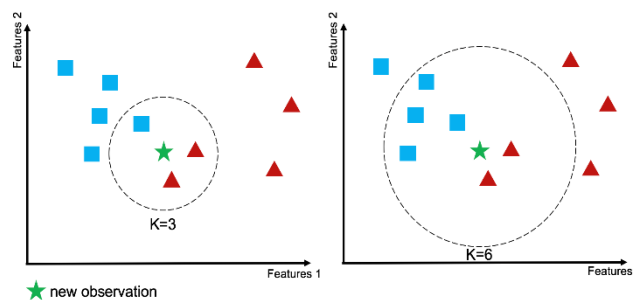 Features 2
K=3
Features 1
Features 2
K=6
Features
new observation